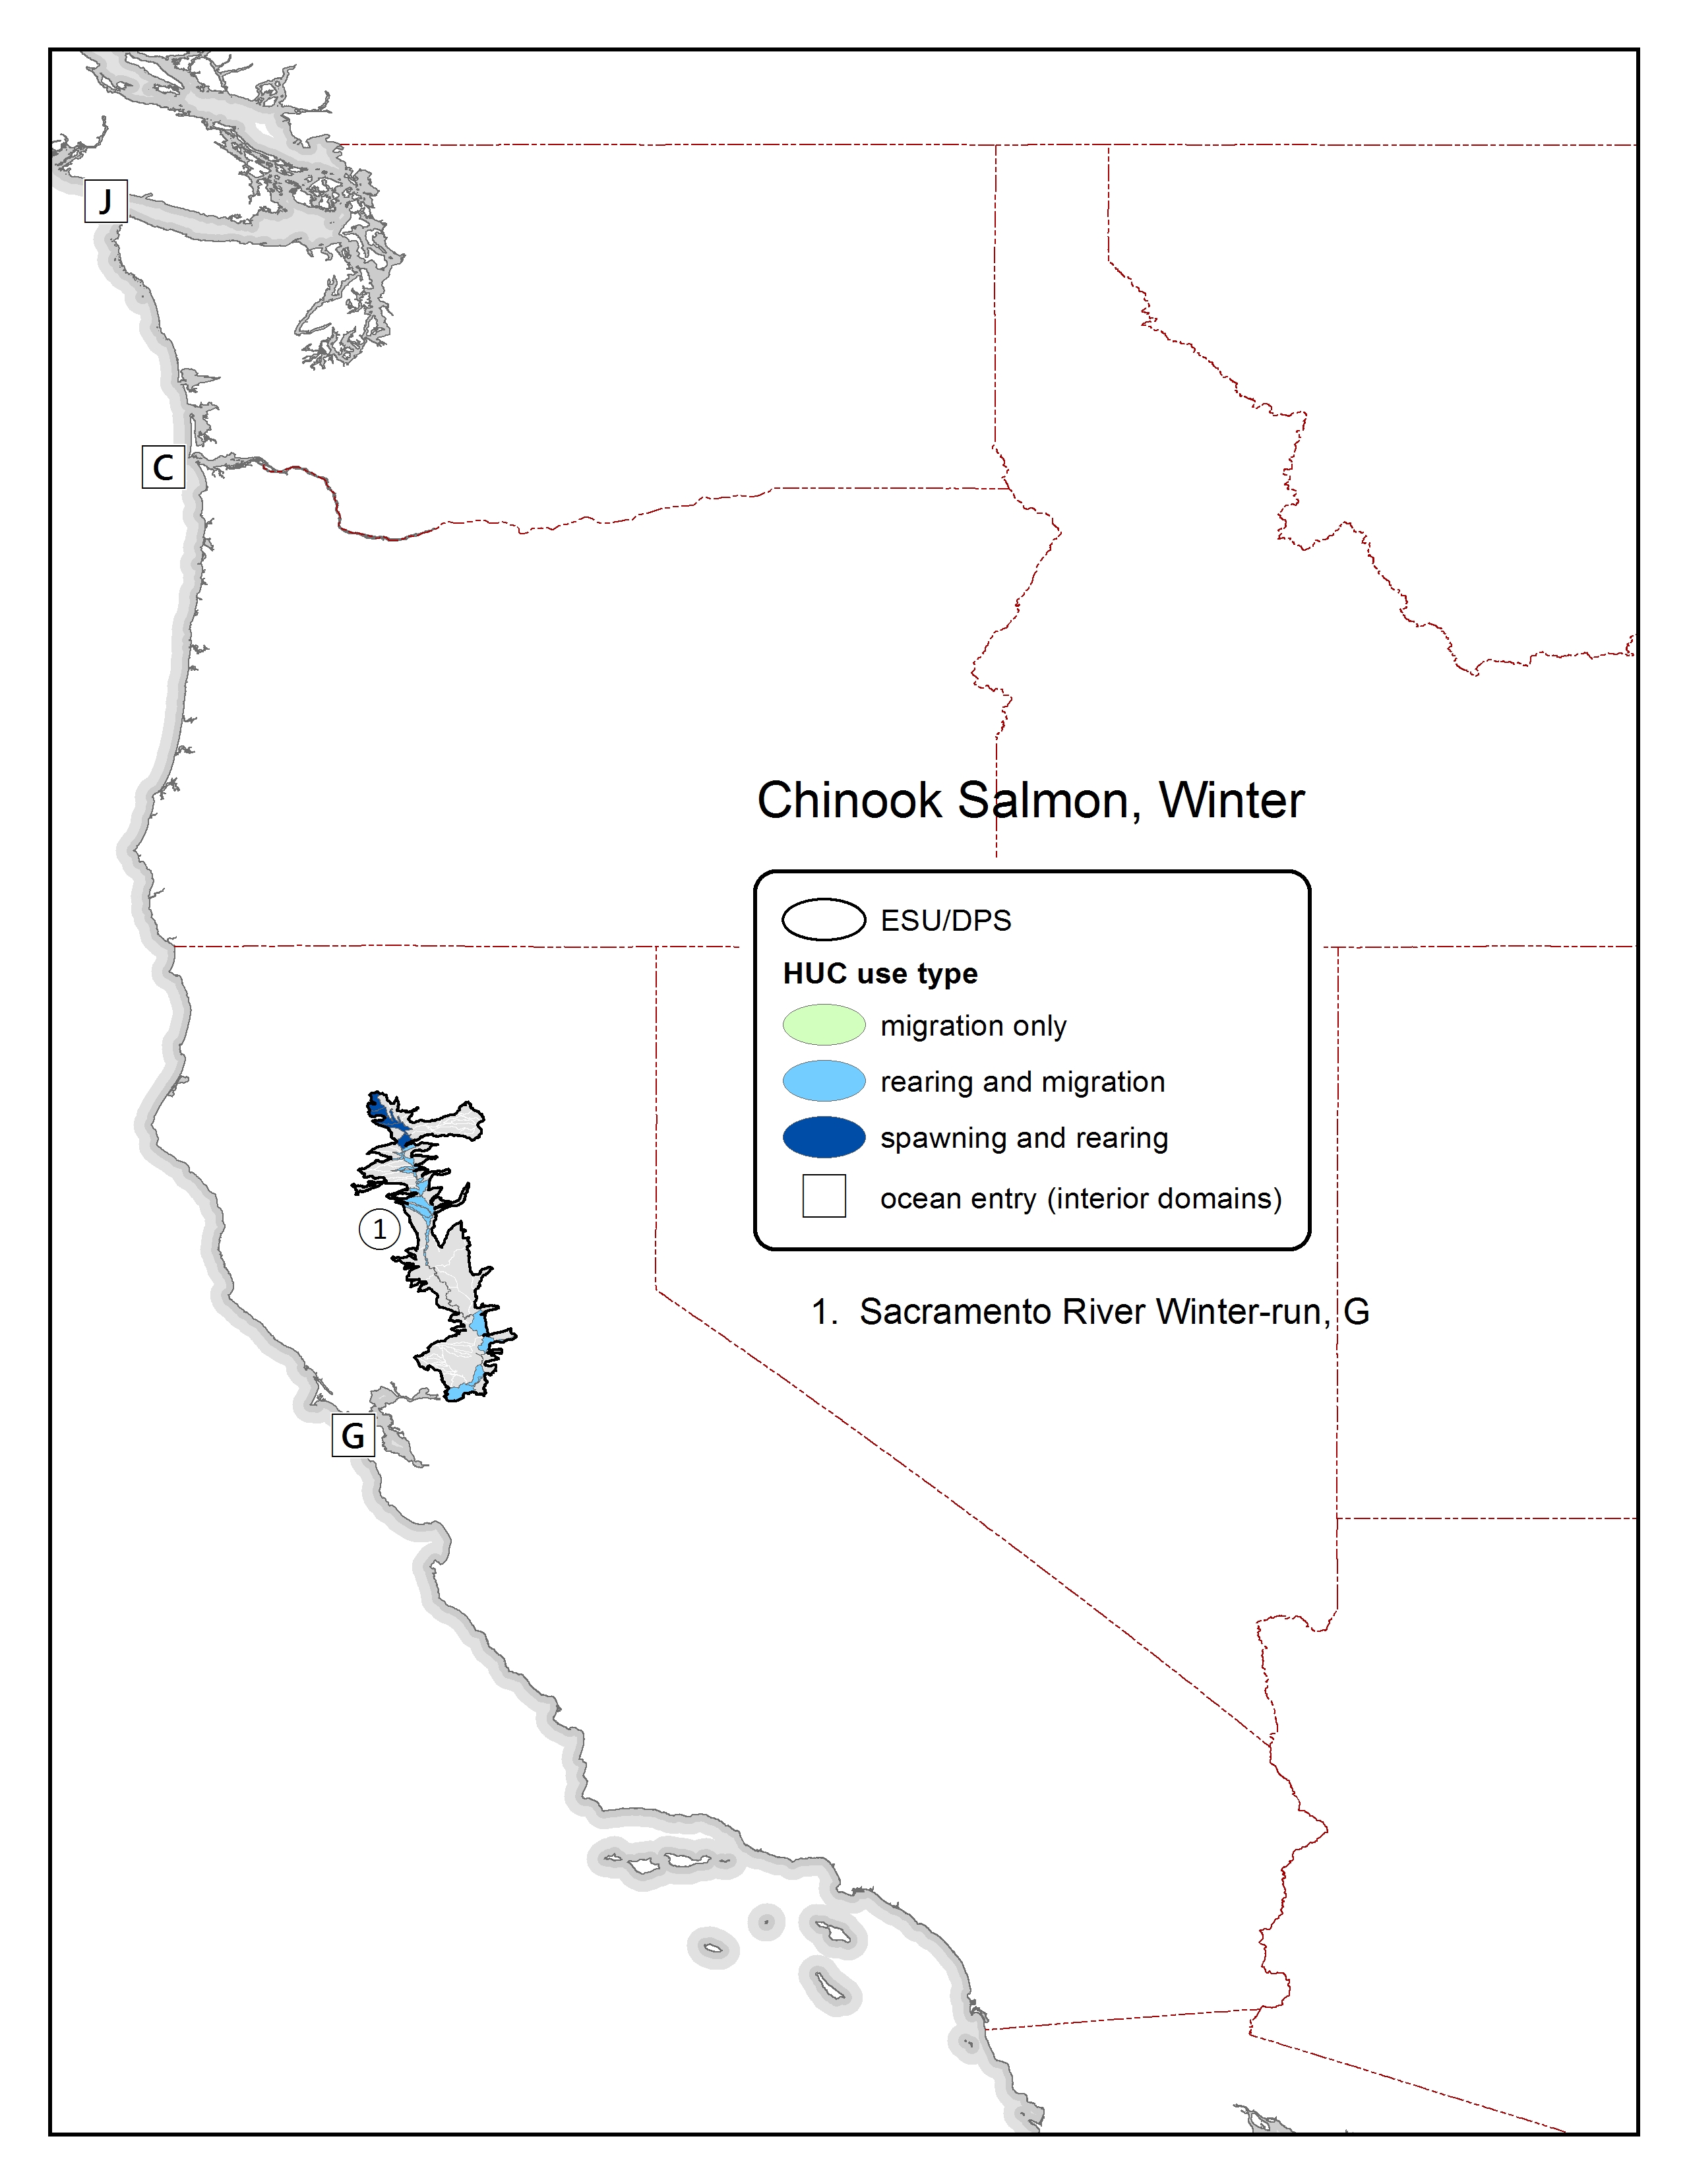 J
C
Chinook Salmon, Winter
ESU/DPS
HUC use type
migration only
rearing and migration
spawning and rearing
ocean entry (interior domains)
1
1. Sacramento River Winter-run, G
G